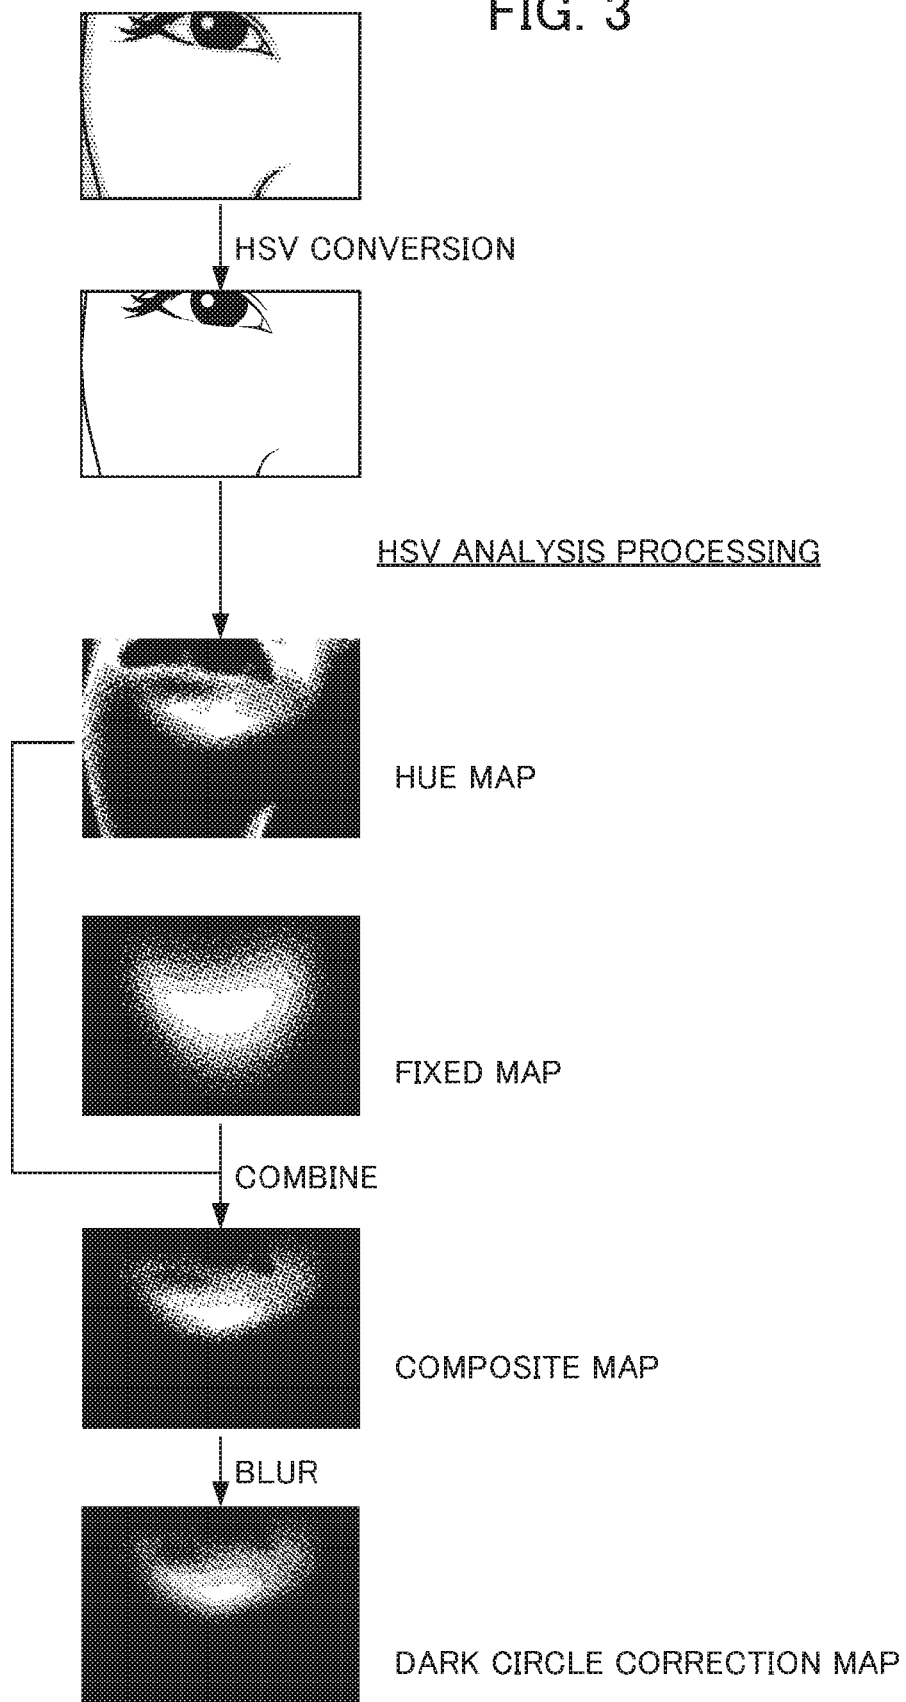 FIG. 3
HSV CONVERSION
HSV ANALYSIS PROCESSING
HUE MAP
FIXED MAP
COMBINE
COMPOSITE MAP
BLUR
DARK CIRCLE CORRECTION MAP